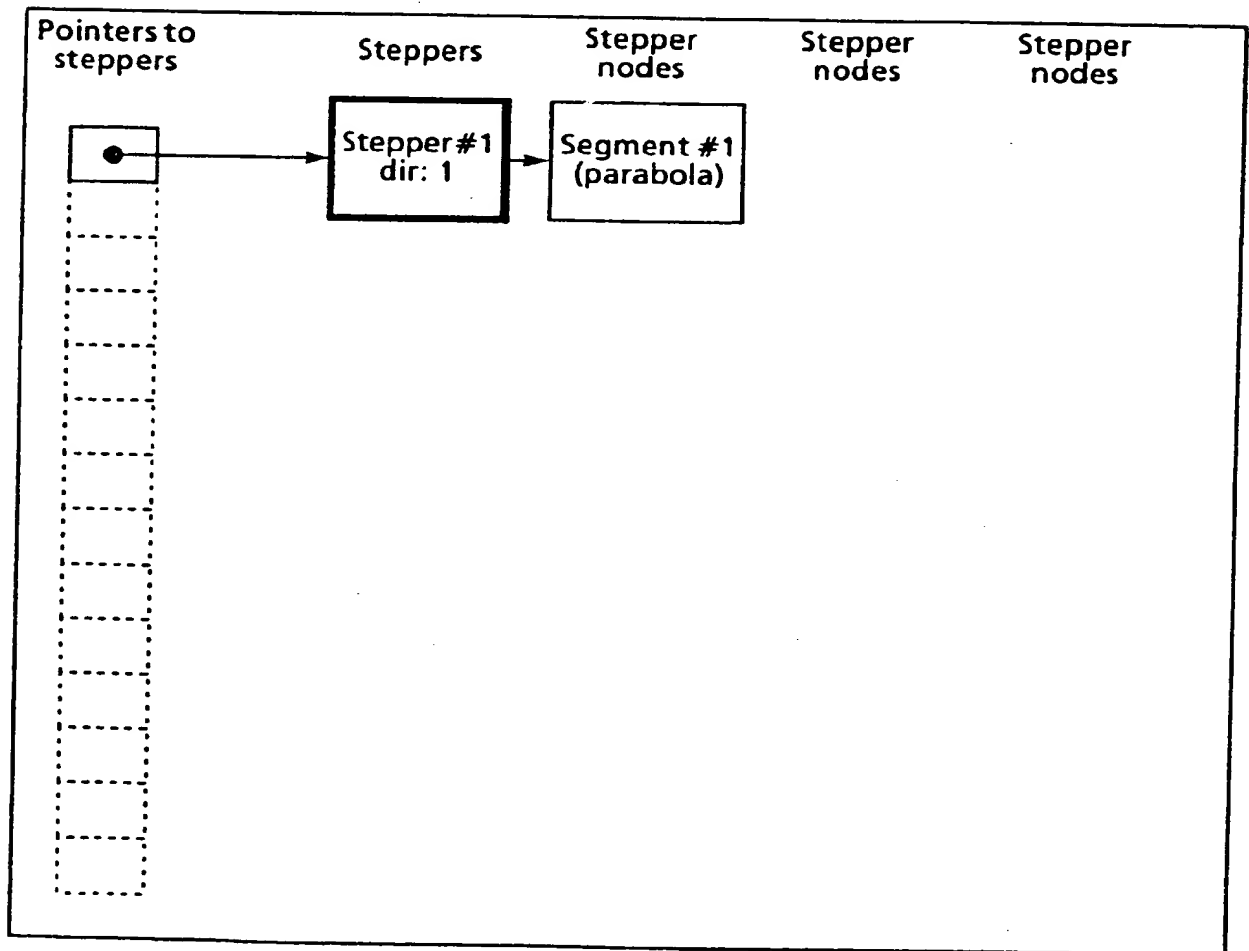 Pointers to
steppers
Steppers
Stepper
nodes
Stepper
nodes
Stepper
nodes
Stepper#1
dir: 1
Segment #1
(parabola)